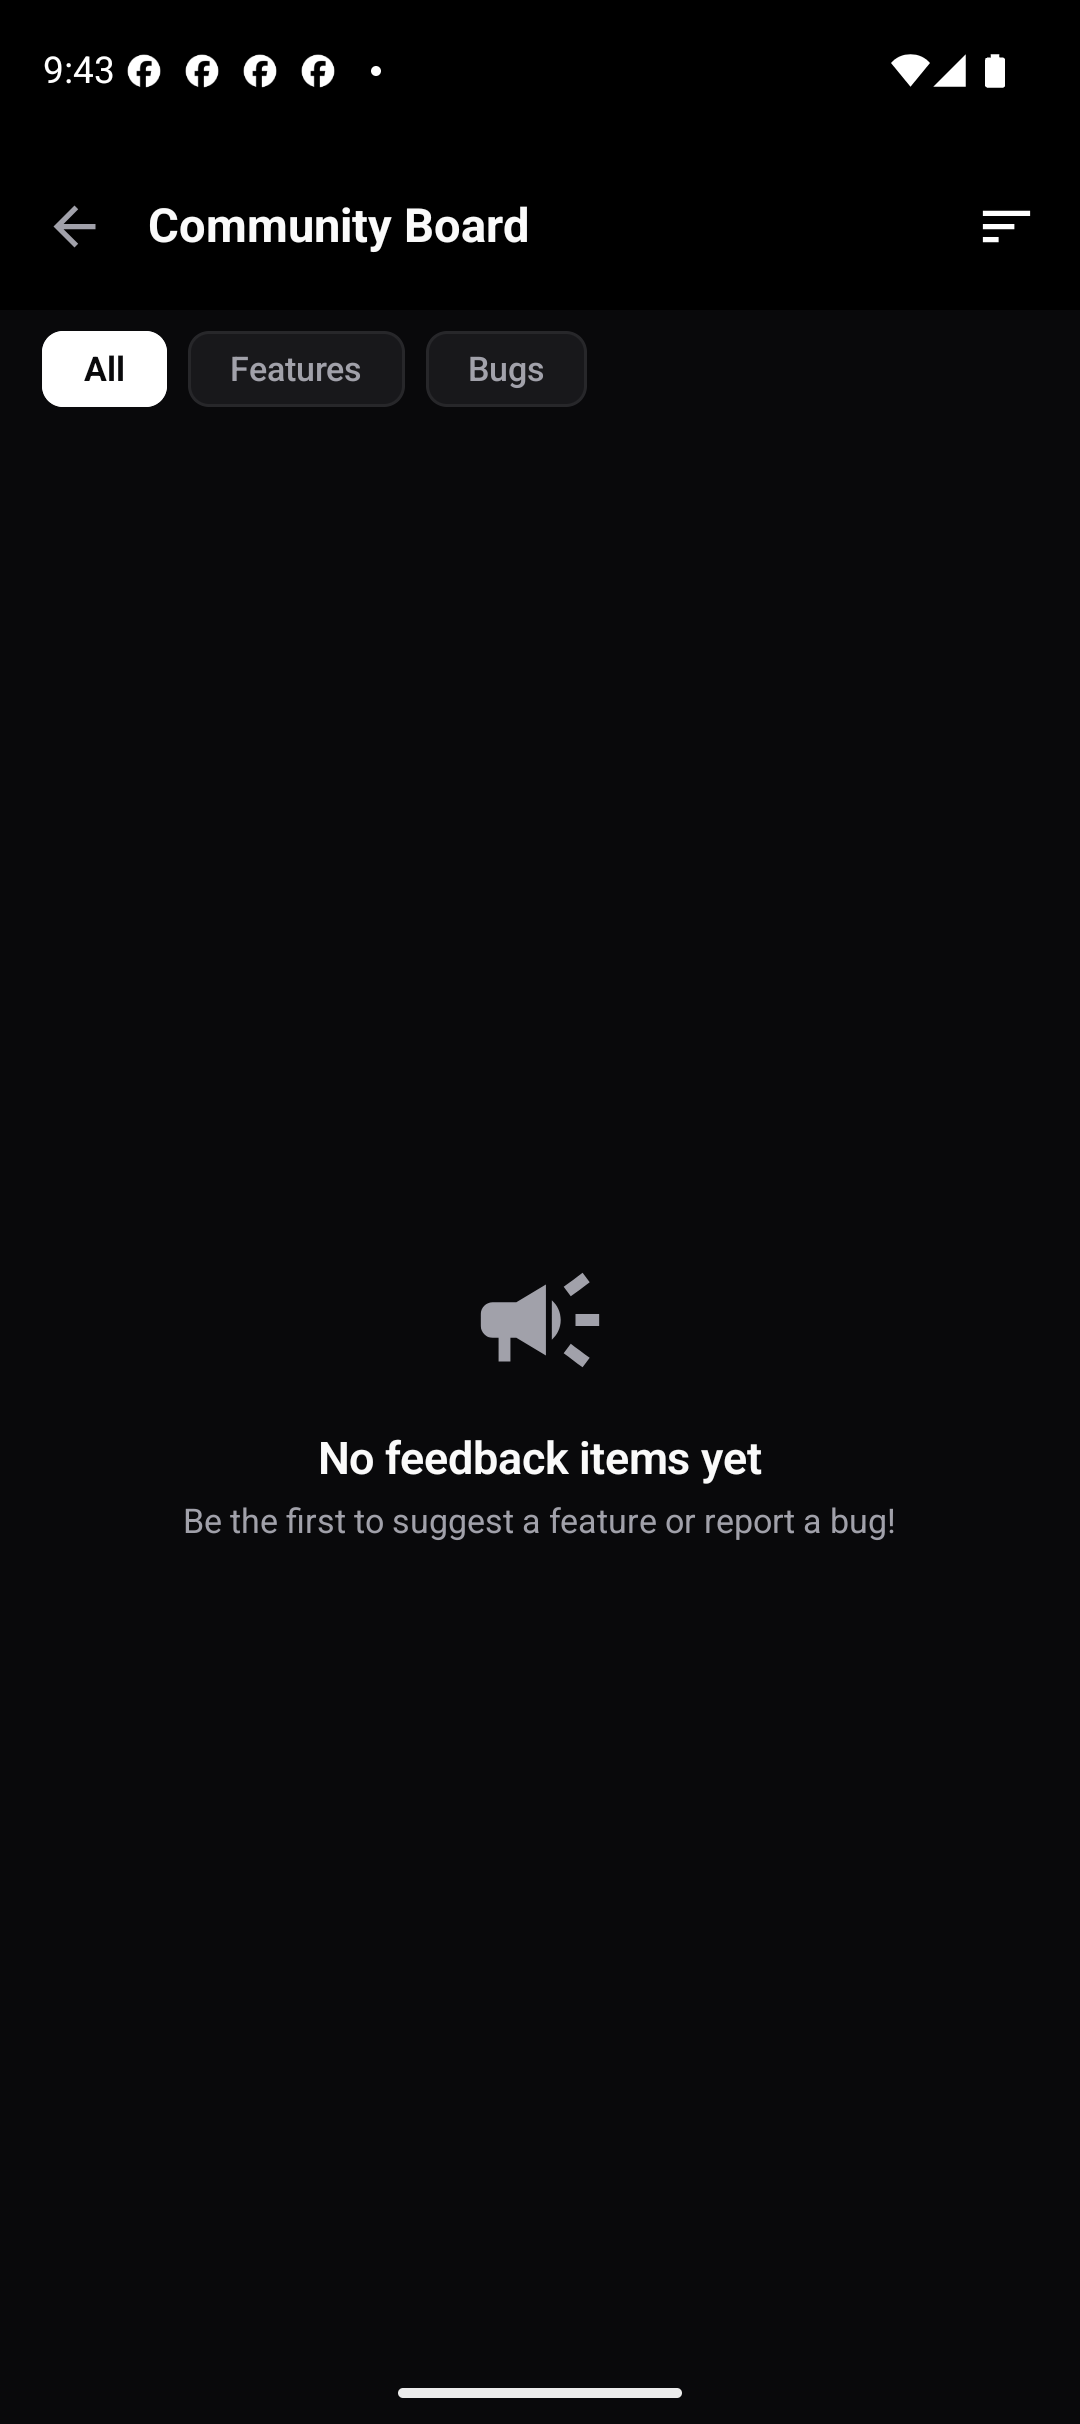 9:43
Community Board
All
Features
Bugs
No feedback items yet
Be the first to suggest a feature or report a bug!